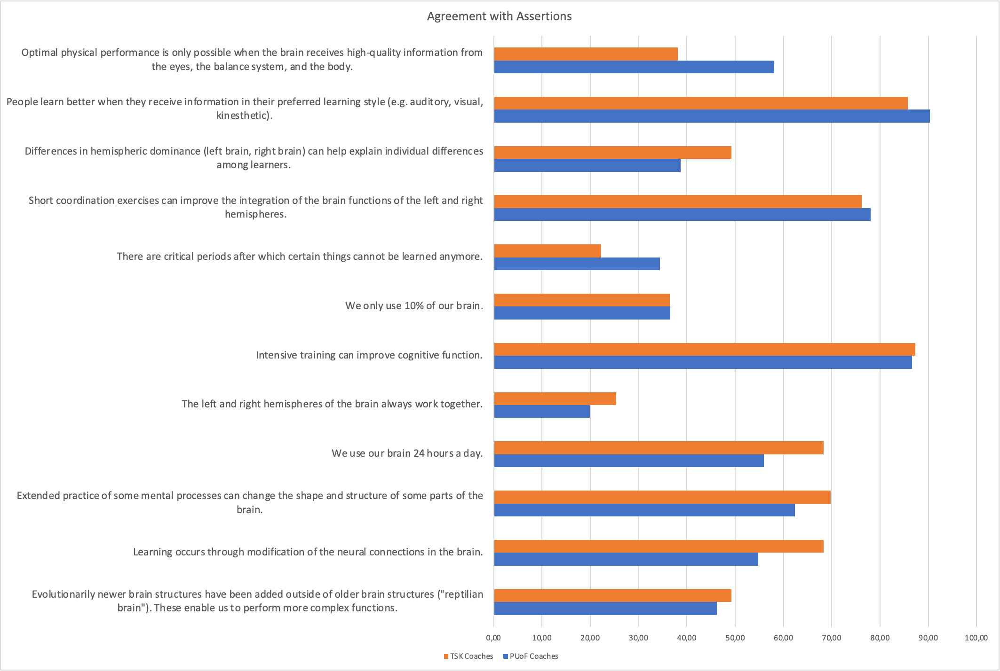 Agreement with Assertions
Optimal physical performance is only possible when the brain receives high-quality information from
the eyes, the balance system, and the body.
People learn better when they receive information in their preferred learning style (e.g. auditory, visual,
kinesthetic).
Differences in hemispheric dominance (left brain, right brain) can help explain individual differences
among learners.
Short coordination exercises can improve the integration of the brain functions of the left and right
hemispheres.
There are critical periods after which certain things cannot be learned anymore.
We only use 10% of our brain.
Intensive training can improve cognitive function.
The left and right hemispheres of the brain always work together.
We use our brain 24 hours a day.
Extended practice of some mental processes can change the shape and structure of some parts of the
brain.
Learning occurs through modification of the neural connections in the brain.
Evolutionarily newer brain structures have been added outside of older brain structures ("reptilian
brain"). These enable us to perform more complex functions.
0,00 10,00 20,00 30,00 40,00 50,00 60,00 70,00 80,00 90,00 100,00
TSK Coaches PUoF Coaches